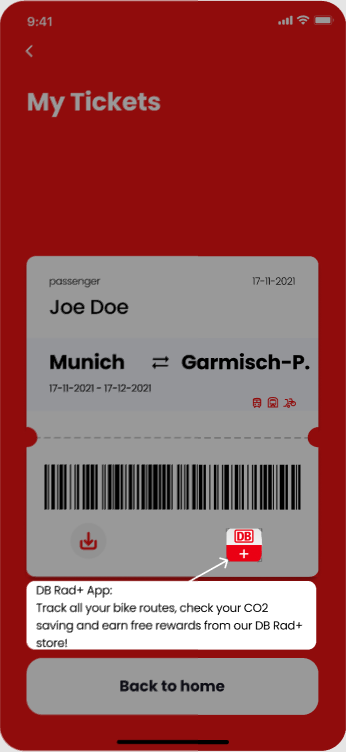 9:41
My Tickets
passenger
17-11-2021
Joe Doe
Munich
Garmisch-P.
17-11-2021 - 17-12-2021
DB
+
DB Rad+ App:
Track all your bike routes, check your CO2
saving and earn free rewards from our DB Rad+
store!
Back to home